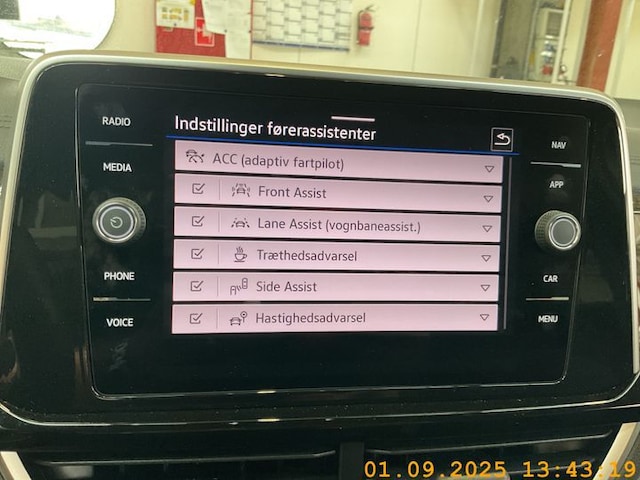 Indstillinger førerassistenter
RADIO
MEDIA
PHONE
VOICE
ACC (adaptiv fartpilot)
Front Assist
Lane Assist (vognbaneassist.)
Træthedsadvarsel
Side Assist
Hastighedsadvarsel
NAV
APP
CAR
MENU
01.09.2025 13:43:19